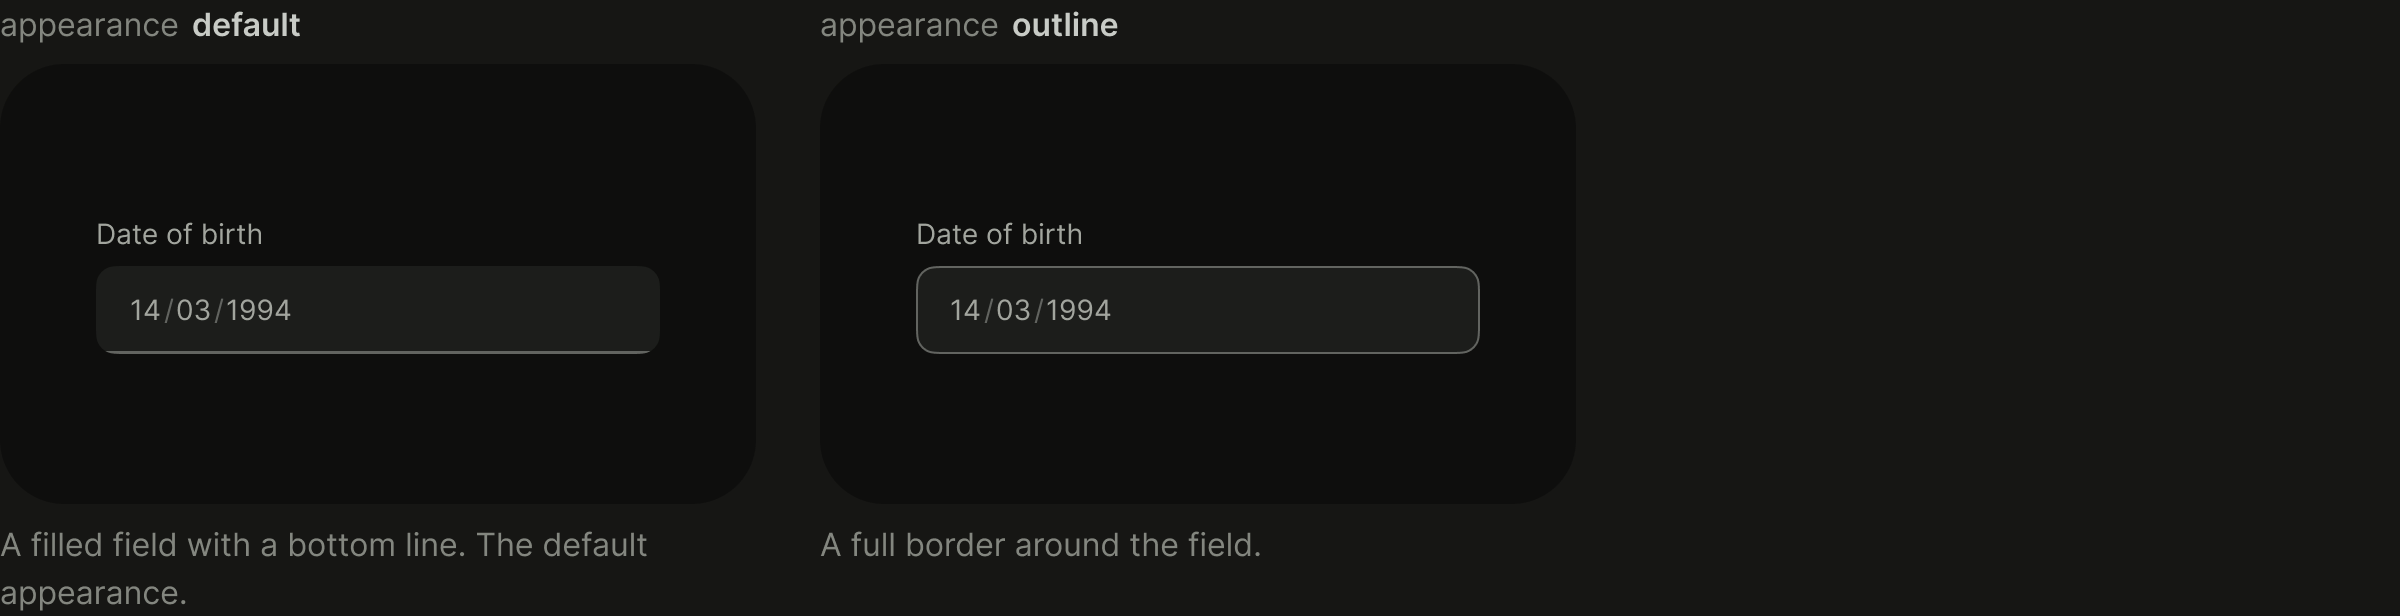 appearance default
Date of birth
14/03/1994
A filled field with a bottom line. The default
appearance.
appearance outline
Date of birth
14/03/1994
A full border around the field.